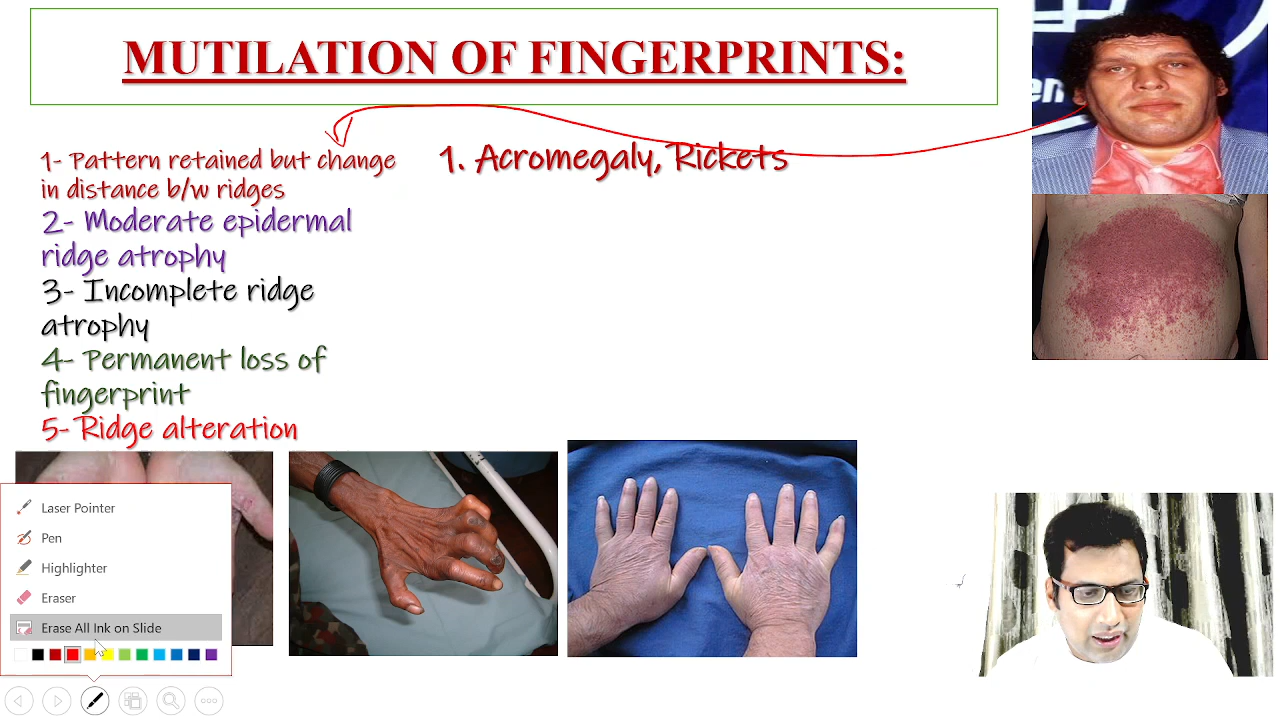 MUTILATION OF FINGERPRINTS:
en
1- Pattern retained but change
in distance b/w ridges
2- Moderate epidermal
ridge atrophy
3- Incomplete ridge
atrophy
4- Permanent loss of
fingerprint
5- Ridge alteration
1. Acromegaly, Rickets
Laser Pointer
Pen
Highlighter
Eraser
Erase All Ink on Slide